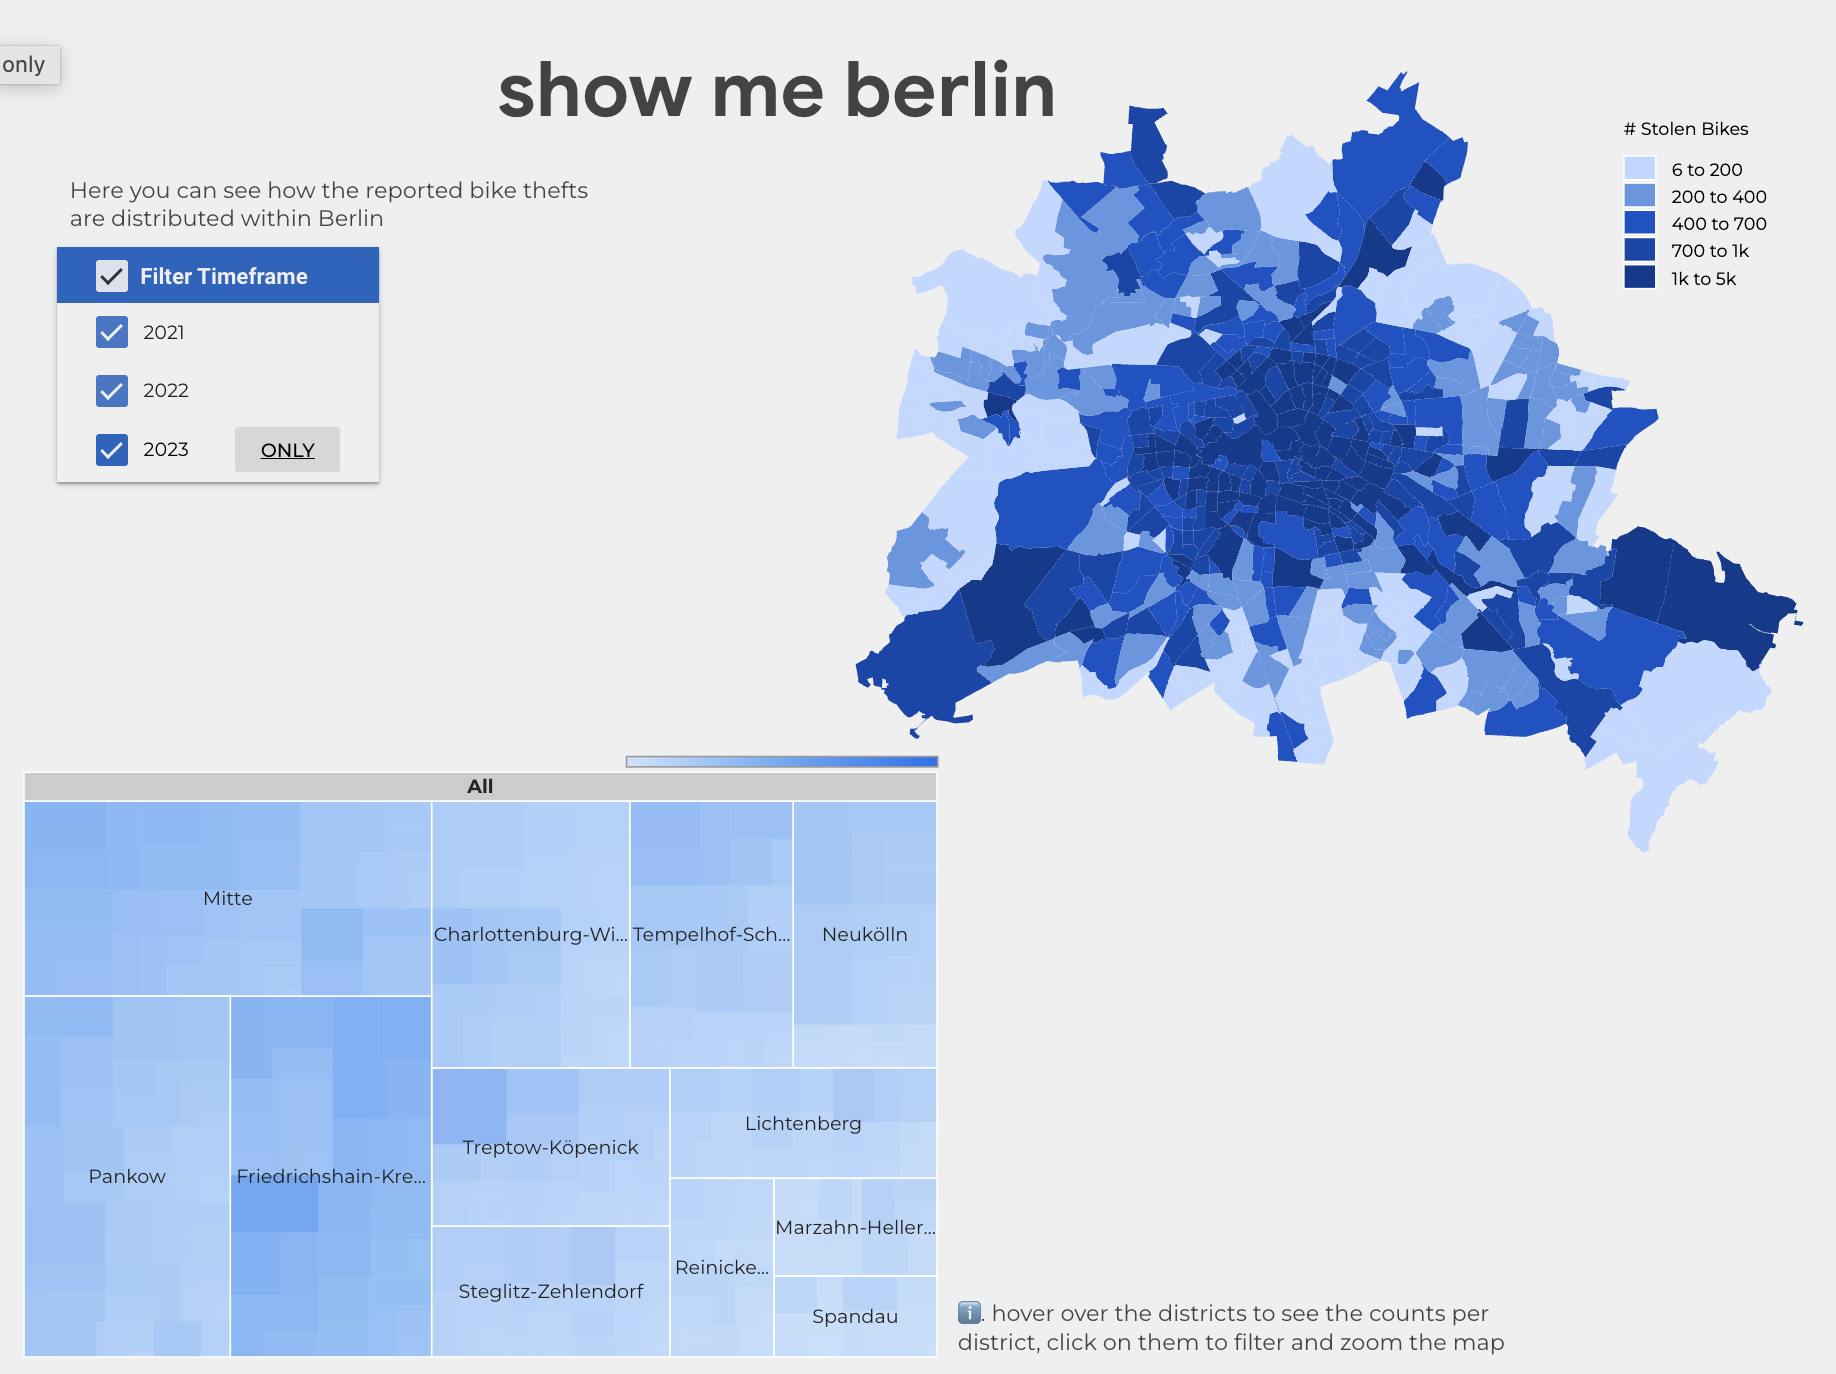 only
show me berlin
Here you can see how the reported bike thefts
are distributed within Berlin
Filter Timeframe
2021
2022
2023
ONLY
# Stolen Bikes
6 to 200
200 to 400
400 to 700
700 to 1k
1k to 5k
All
Mitte
Charlottenburg-Wi...
Tempelhof-Sch...
Neukölln
Pankow
Friedrichshain-Kre...
Treptow-Köpenick
Lichtenberg
Steglitz-Zehlendorf
Reinicke...
Marzahn-Heller...
Spandau
ℹ️. hover over the districts to see the counts per
district, click on them to filter and zoom the map